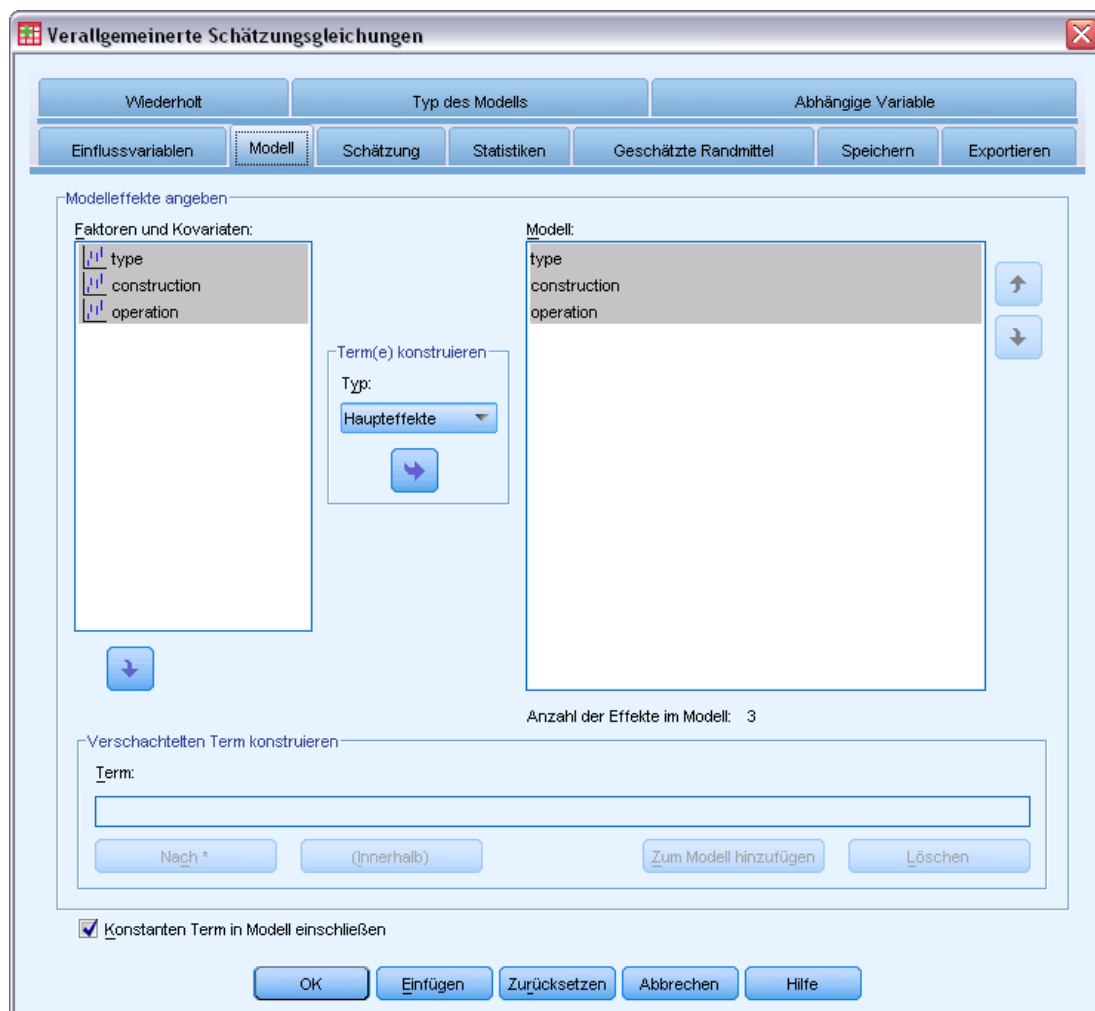 Verallgemeinerte Schätzungsgleichungen
Wiederholt Typ des Modells Abhängige Variable
Einflussvariablen Modell Schätzung Statistiken Geschätzte Randmittel Speichern Exportieren
Modelleffekte angeben
Faktoren und Kovariaten:
type
construction
operation
Term(e) konstruieren
Typ:
Haupteffekte
Modell:
type
construction
operation
Anzahl der Effekte im Modell: 3
Verschachtelten Term konstruieren
Term:
Nach * (Innerhalb) Zum Modell hinzufügen Löschen
Konstanten Term in Modell einschließen
OK Einfügen Zurücksetzen Abbrechen Hilfe